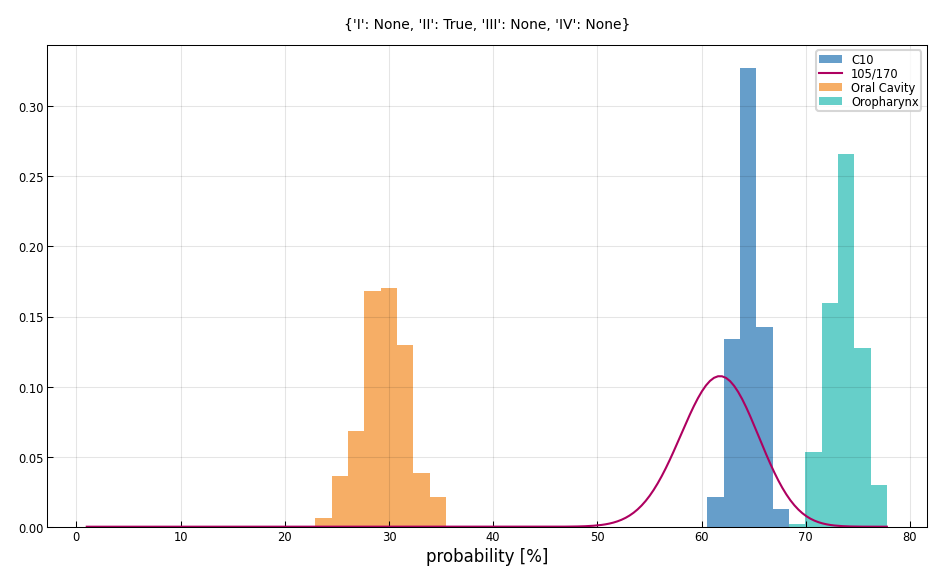 {'I': None, 'II': True, 'III': None, 'IV': None}
C10
105/170
Oral Cavity
Oropharynx
0.30
0.25
0.20
0.15
0.10
0.05
0.00
0 10 20 30 40 50 60 70 80
probability [%]